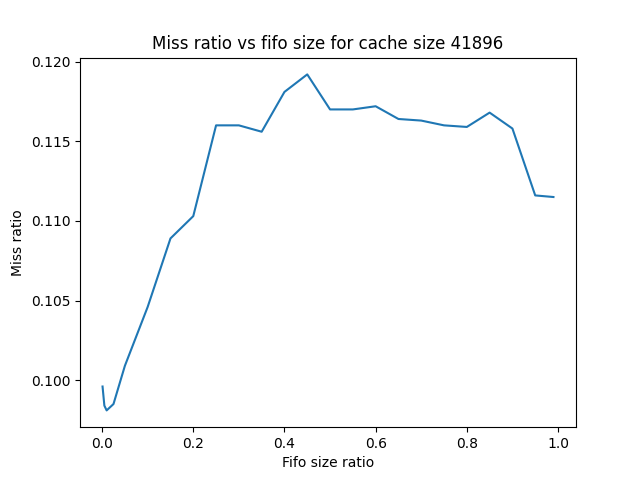 Miss ratio vs fifo size for cache size 41896
0.120
0.115
0.110
0.105
0.100
Miss ratio
0.0 0.2 0.4 0.6 0.8 1.0
Fifo size ratio